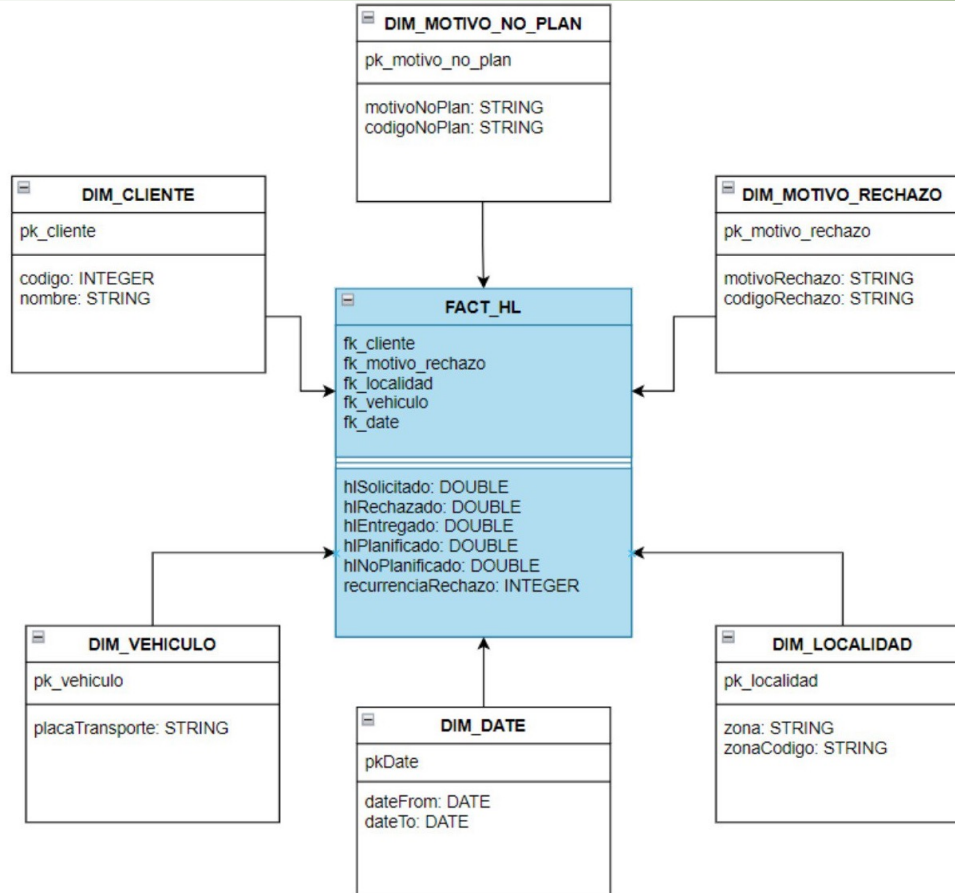 DIM_MOTIVO_NO_PLAN
pk_motivo_no_plan
motivoNoPlan: STRING
codigoNoPlan: STRING
DIM_CLIENTE
pk_cliente
codigo: INTEGER
nombre: STRING
DIM_MOTIVO_RECHAZO
pk_motivo_rechazo
motivoRechazo: STRING
codigoRechazo: STRING
FACT_HL
fk_cliente
fk_motivo_rechazo
fk_localidad
fk_vehiculo
fk_date
hlSolicitado: DOUBLE
hlRechazado: DOUBLE
hlEntregado: DOUBLE
hlPlanificado: DOUBLE
hlNoPlanificado: DOUBLE
recurrenciaRechazo: INTEGER
DIM_VEHICULO
pk_vehiculo
placaTransporte: STRING
DIM_DATE
pkDate
dateFrom: DATE
dateTo: DATE
DIM_LOCALIDAD
pk_localidad
zona: STRING
zonaCodigo: STRING